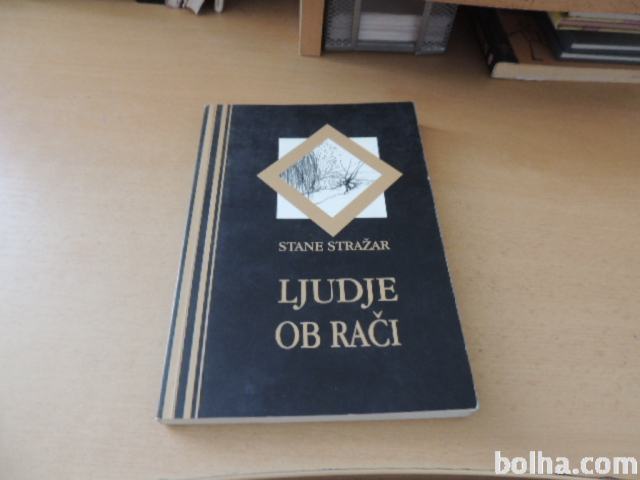 STANE STRAŽAR
LJUDJE
OB RAČI
bolha.com